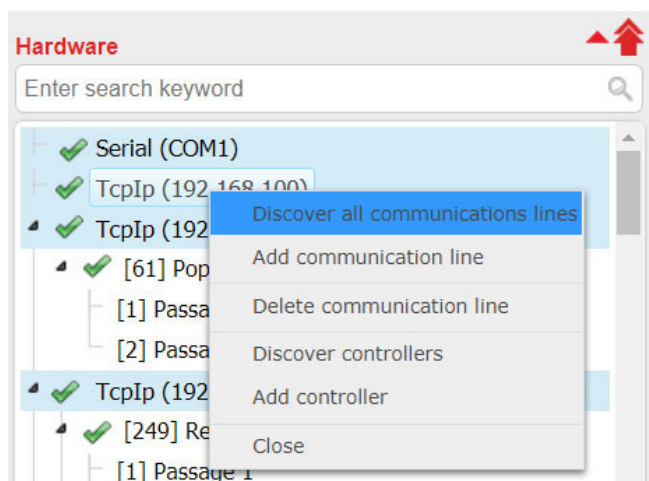 Hardware
Enter search keyword
Serial (COM1)
TcpIp (192.168.100)
Discover all communications lines
TcpIp (192
Add communication line
[61] Pop
Delete communication line
[1] Passa
[2] Passa
Discover controllers
TcpIp (192
Add controller
[249] Re
Close
[1] Passage 1